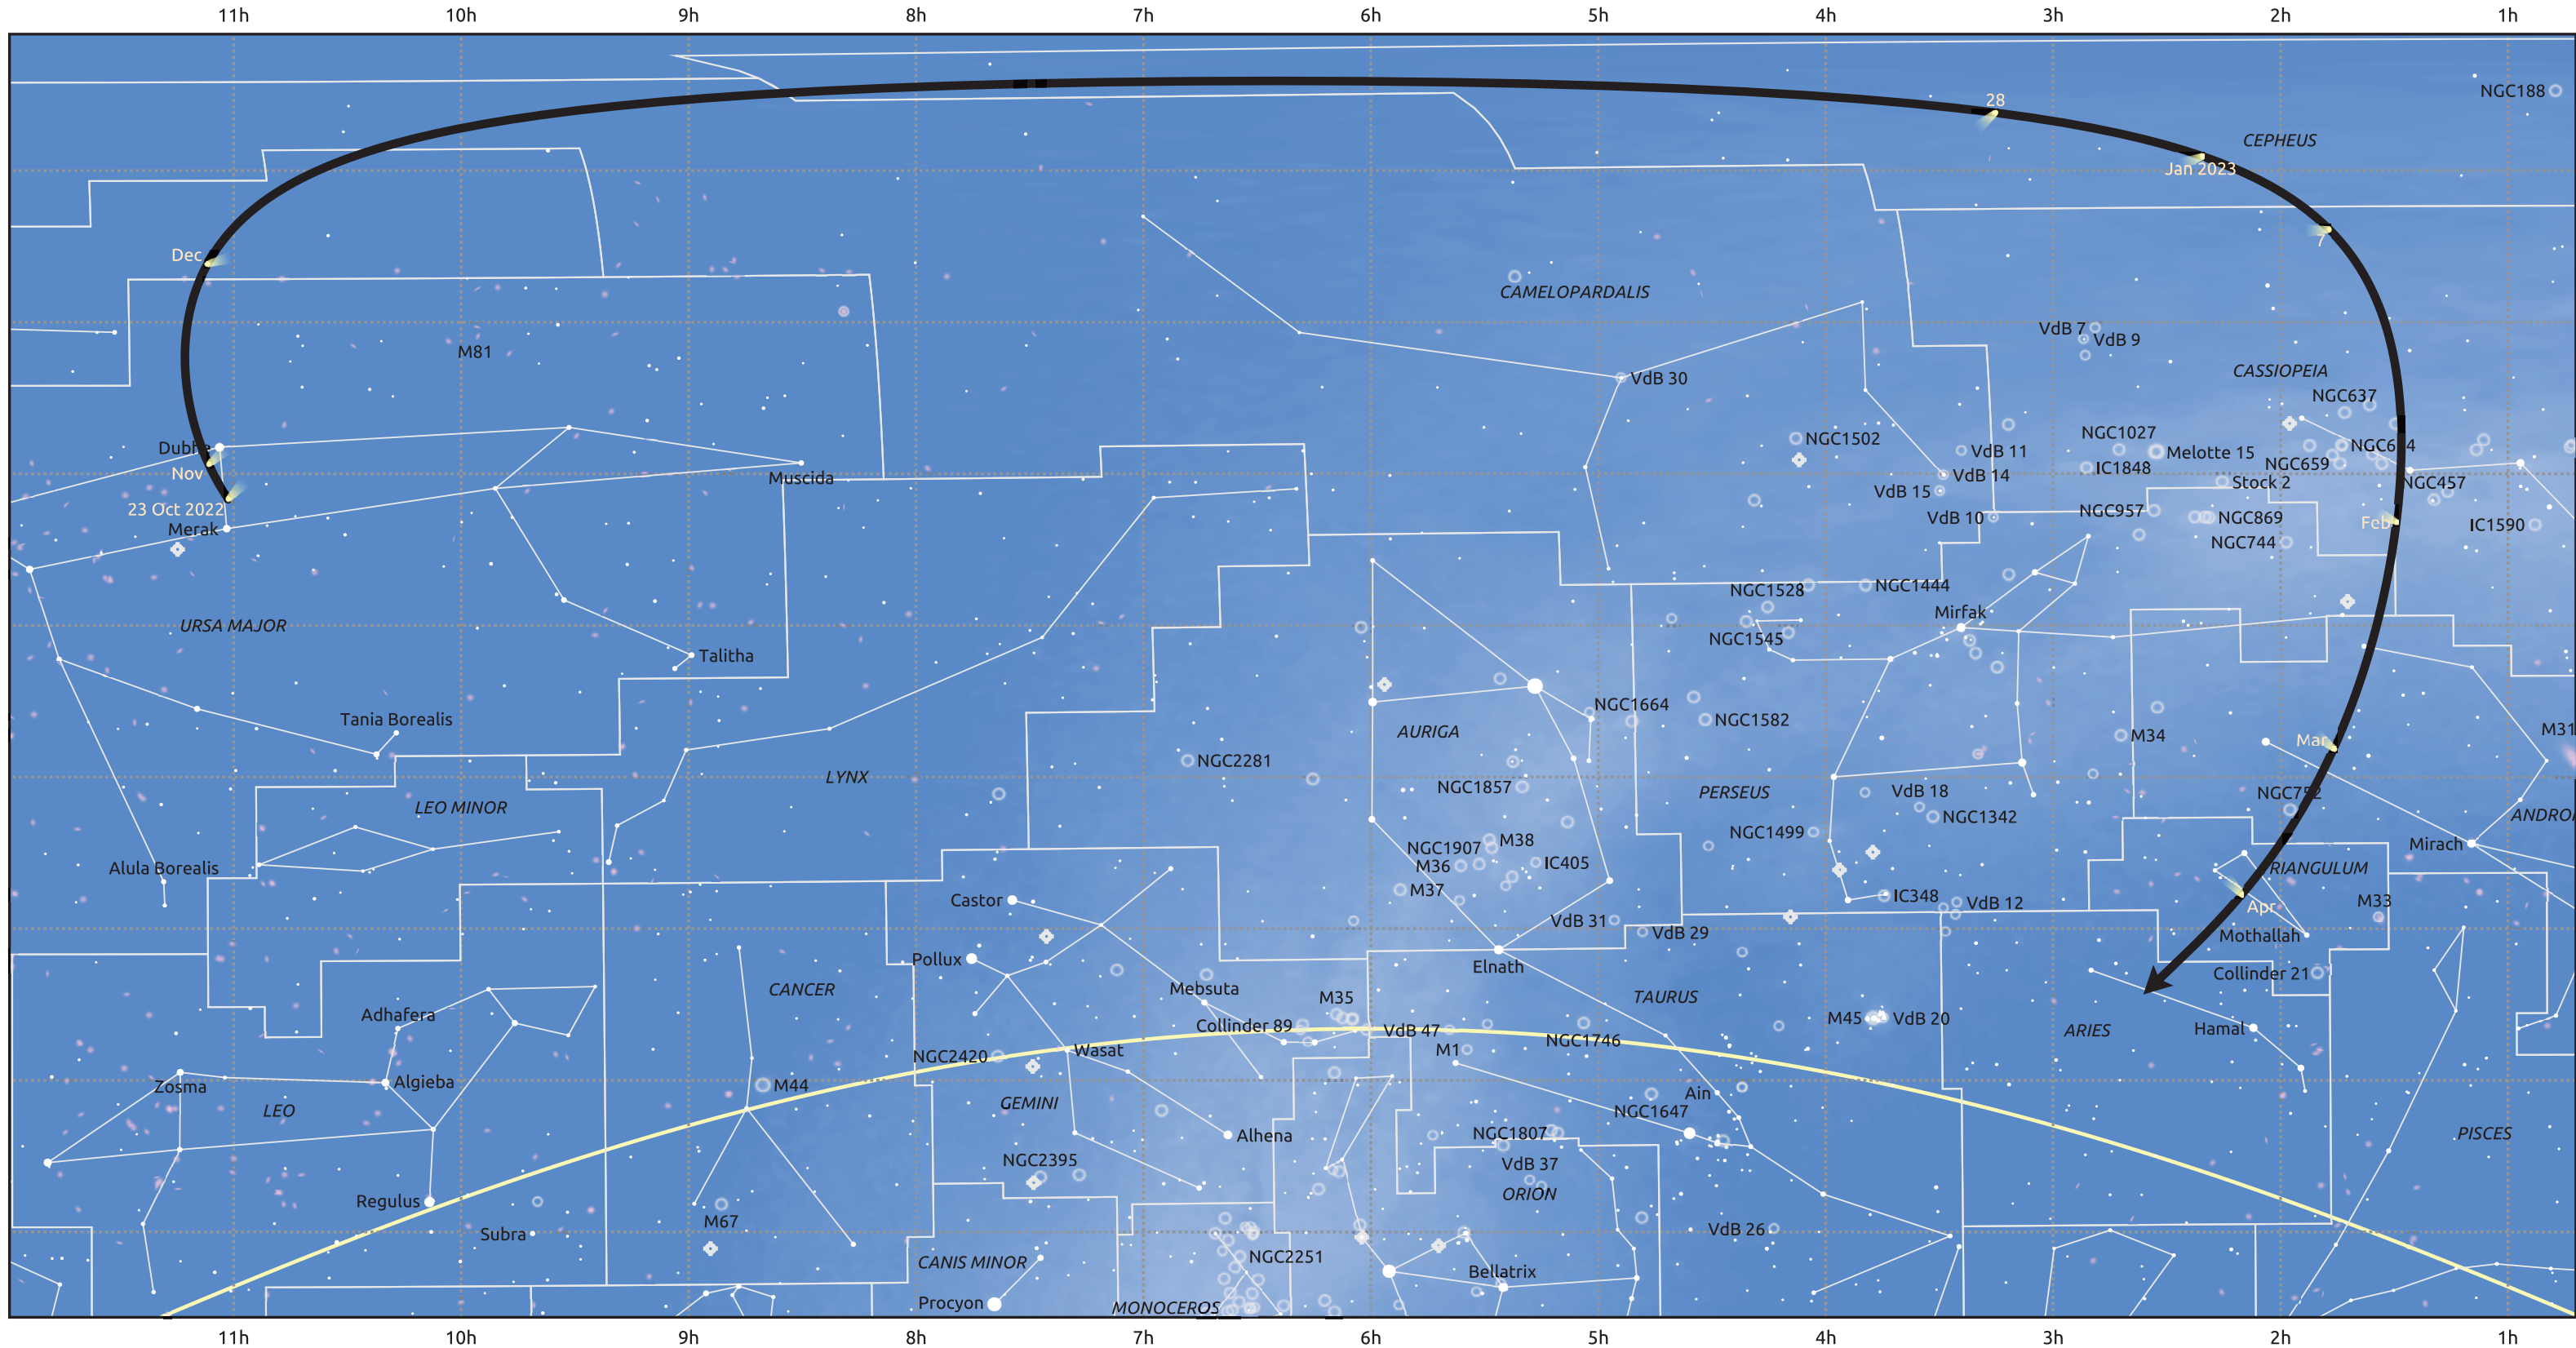 11h 10h 9h 8h 7h 6h 5h 4h 3h 2h 1h
NGC188
28
CEPHEUS
Jan 2023
7
Dec
CAMELOPARDALIS
VdB 7
VdB 9
M81
CASSIOPEIA
VdB 30
NGC637
NGC1502
NGC1027
Dubhe
VdB 11
Melotte 15
NGC659
Nov
IC1848
Muscida
VdB 14
Stock 2
NGC457
VdB 15
23 Oct 2022
NGC957
VdB 10
NGC869
Feb
IC1590
Merak
NGC744
NGC1528
NGC1444
Mirfak
URSA MAJOR
NGC1545
Talitha
NGC1664
Tania Borealis
NGC1582
AURIGA
M34
M31
Mar
NGC2281
LYNX
NGC1857
PERSEUS
VdB 18
NGC752
LEO MINOR
NGC1342
ANDRO
NGC1499
M38
NGC1907
Mirach
M36
IC405
Alula Borealis
RIANGULUM
M37
IC348
Castor
VdB 12
M33
Apr
VdB 31
VdB 29
Mothallah
Pollux
Elnath
Collinder 21
CANCER
Mebsuta
M35
TAURUS
Adhafera
M45
VdB 20
Collinder 89
VdB 47
Hamal
ARIES
NGC1746
Wasat
M1
NGC2420
Zosma
Algieba
M44
Ain
GEMINI
LEO
NGC1647
Alhena
NGC1807
PISCES
NGC2395
VdB 37
Regulus
ORION
M67
Subra
VdB 26
CANIS MINOR
NGC2251
Bellatrix
Procyon
MONOCEROS
11h 10h 9h 8h 7h 6h 5h 4h 3h 2h 1h